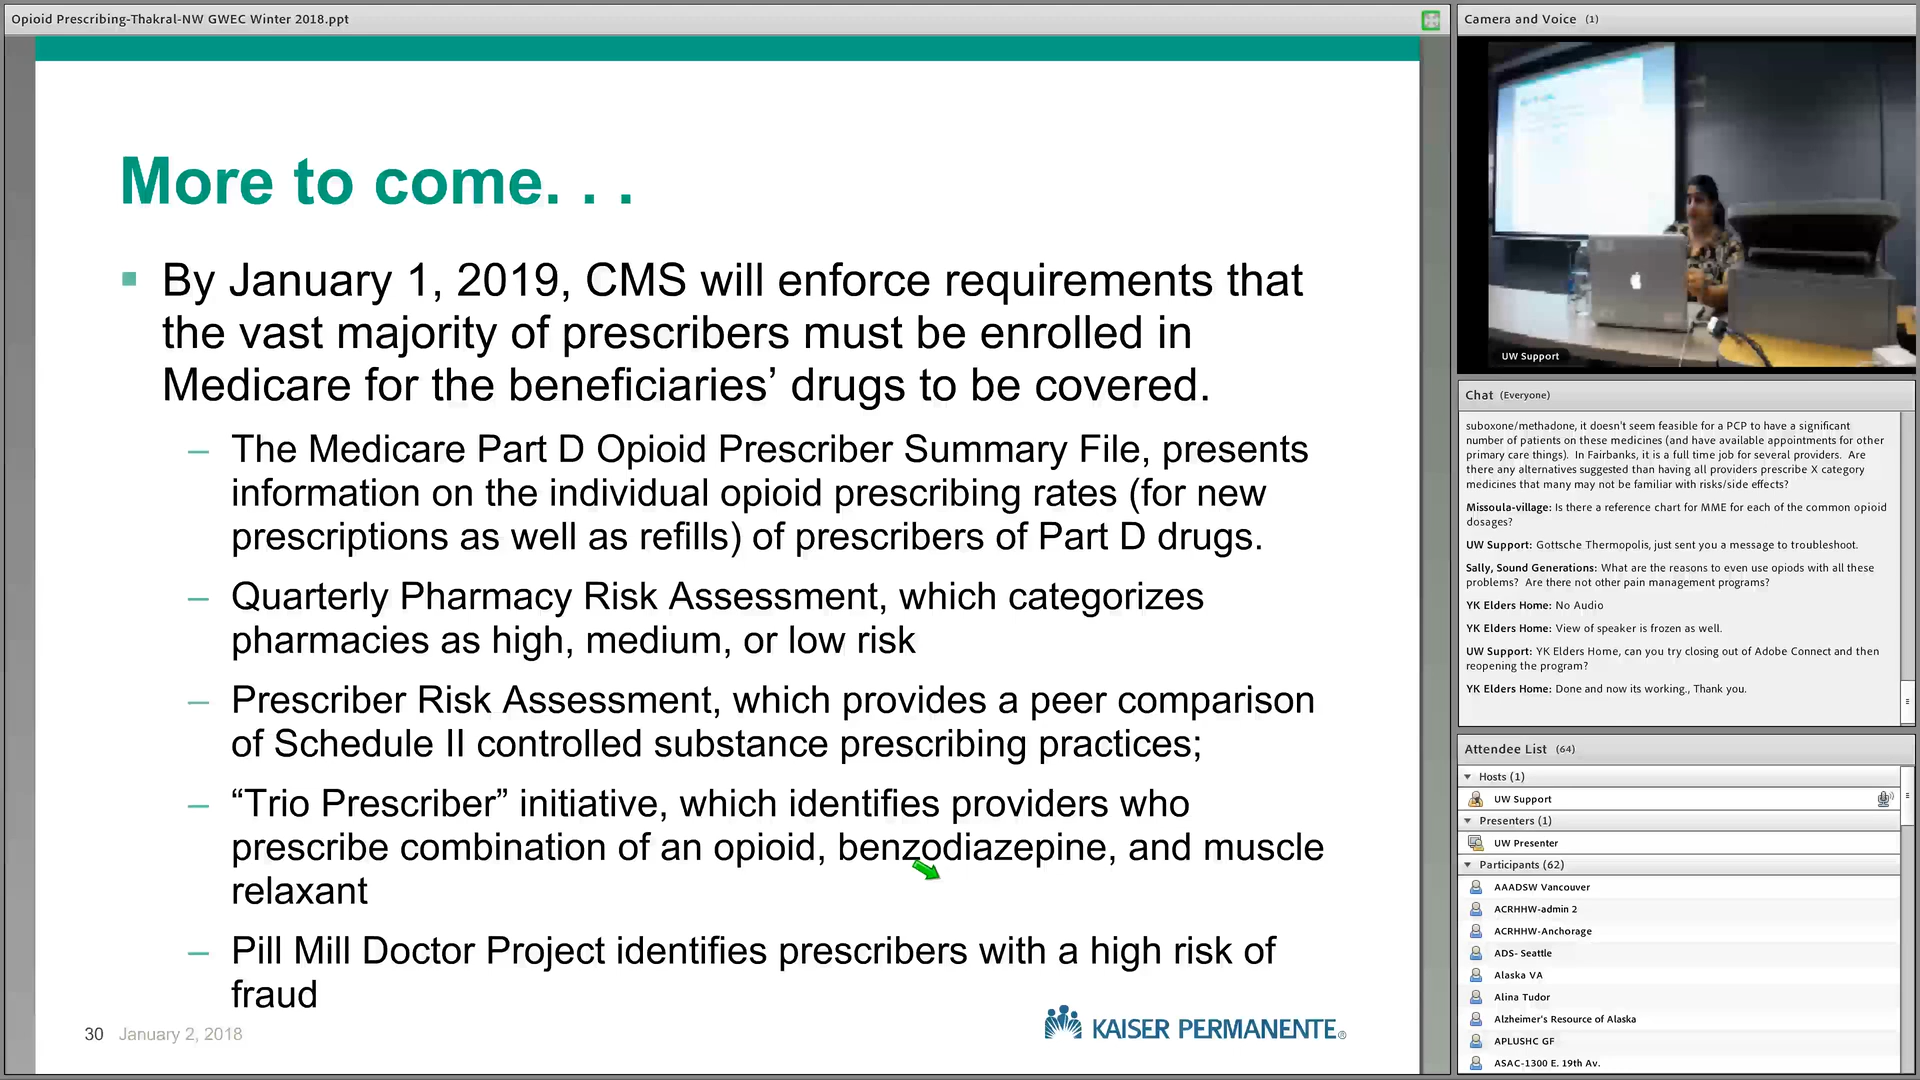 Opioid Prescribing-Thakral-NW GWEC Winter 2018.ppt
More to come. . .
By January 1, 2019, CMS will enforce requirements that
the vast majority of prescribers must be enrolled in
Medicare for the beneficiaries’ drugs to be covered.
– The Medicare Part D Opioid Prescriber Summary File, presents
information on the individual opioid prescribing rates (for new
prescriptions as well as refills) of prescribers of Part D drugs.
– Quarterly Pharmacy Risk Assessment, which categorizes
pharmacies as high, medium, or low risk
– Prescriber Risk Assessment, which provides a peer comparison
of Schedule II controlled substance prescribing practices;
– “Trio Prescriber” initiative, which identifies providers who
prescribe combination of an opioid, benzodiazepine, and muscle
relaxant
– Pill Mill Doctor Project identifies prescribers with a high risk of
fraud
30 January 2, 2018
KAISER PERMANENTE®
Camera and Voice (1)
UW Support
Chat (Everyone)
suboxone/methadone, it doesn't seem feasible for a PCP to have a significant
number of patients on these medicines (and have available appointments for other
primary care things). In Fairbanks, it is a full time job for several providers. Are
there any alternatives suggested than having all providers prescribe X category
medicines that many may not be familiar with risks/side effects?
Missoula-village: Is there a reference chart for MME for each of the common opioid
dosages?
UW Support: Gottsche Thermopolis, just sent you a message to troubleshoot.
Sally, Sound Generations: What are the reasons to even use opiods with all these
problems? Are there not other pain management programs?
YK Elders Home: No Audio
YK Elders Home: View of speaker is frozen as well.
UW Support: YK Elders Home, can you try closing out of Adobe Connect and then
reopening the program?
YK Elders Home: Done and now its working., Thank you.
Attendee List (64)
Hosts (1)
UW Support
Presenters (1)
UW Presenter
Participants (62)
AAADSW Vancouver
ACRHHW-admin 2
ACRHHW-Anchorage
ADS- Seattle
Alaska VA
Alina Tudor
Alzheimer's Resource of Alaska
APLUSHC GF
ASAC-1300 E. 19th Av.